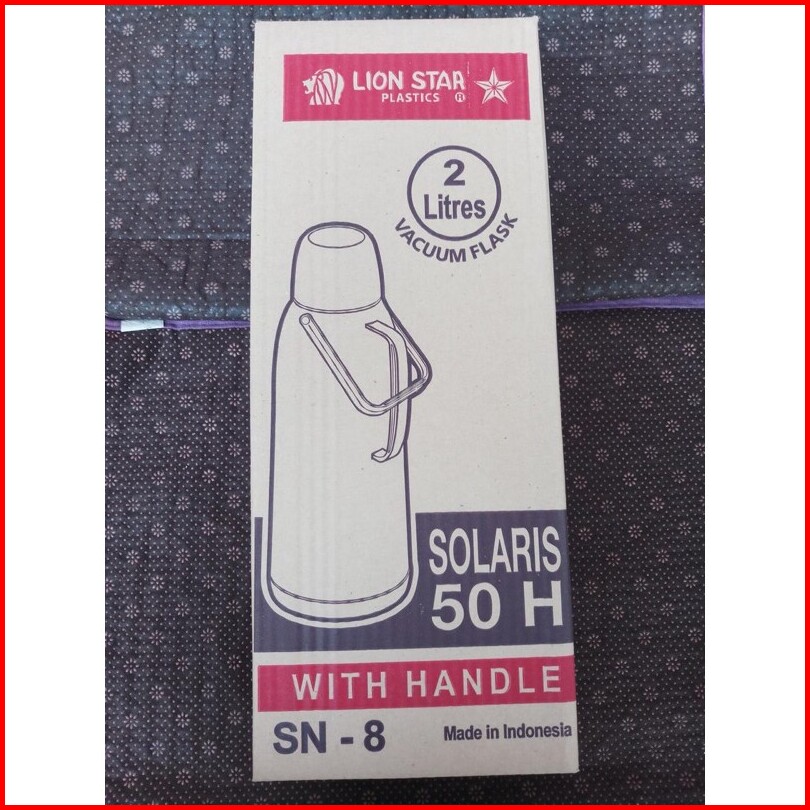 LION STAR
PLASTICS ®
2
Litres
VACUUM FLASK
SOLARIS
50 H
WITH HANDLE
SN - 8
Made in Indonesia